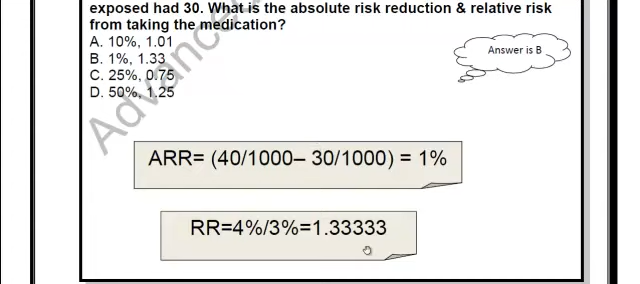 exposed had 30. What is the absolute risk reduction & relative risk
from taking the medication?
A. 10%, 1.01
B. 1%, 1.33
C. 25%, 0.75
D. 50%, 1.25
Answer is B
ARR= (40/1000– 30/1000) = 1%
RR=4%/3%=1.33333